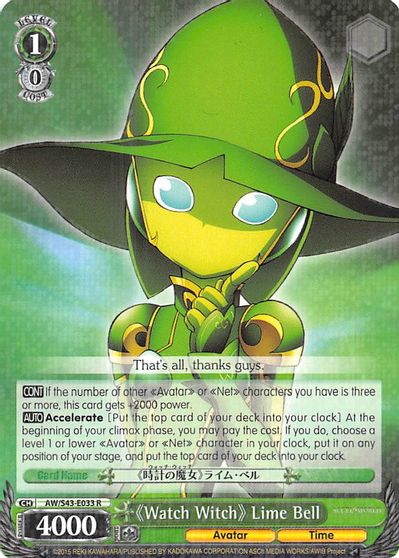 LEVEL
1
0
COST
That's all, thanks guys.
CONT If the number of other «Avatar» or «Net» characters you have is three
or more, this card gets +2000 power.
AUTO Accelerate [Put the top card of your deck into your clock] At the
beginning of your climax phase, you may pay the cost. If you do, choose a
level 1 or lower «Avatar» or «Net» character in your clock, put it on any
position of your stage, and put the top card of your deck into your clock.
Card Name
《時計の魔女》ライム・ベル
CH AW/S43-E033 R
《Watch Witch》 Lime Bell
4000
Avatar
Time
©2015 REKI KAWAHARA/PUBLISHED BY KADOKAWA CORPORATION ASCII MEDIA WORKS/AWIB Project